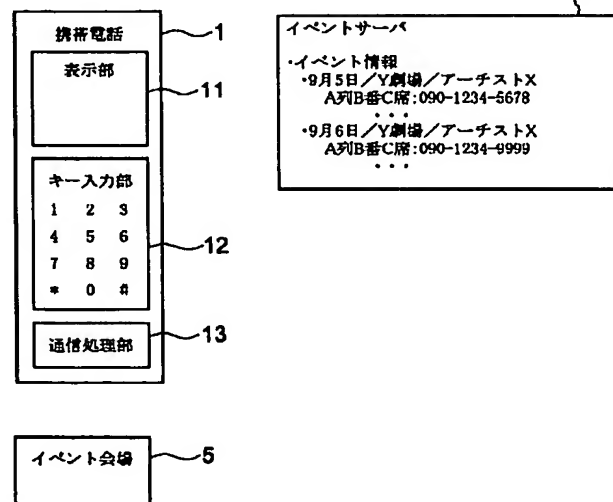 携帯電話
1
表示部
11
キー入力部
1 2 3
4 5 6
7 8 9
* 0 #
12
通信処理部
13
イベント会場
5
イベントサーバ
・イベント情報
・9月5日/Y劇場/アーチストX
A列B番C席:090-1234-5678
・・・
・9月6日/Y劇場/アーチストX
A列B番C席:090-1234-9999
・・・